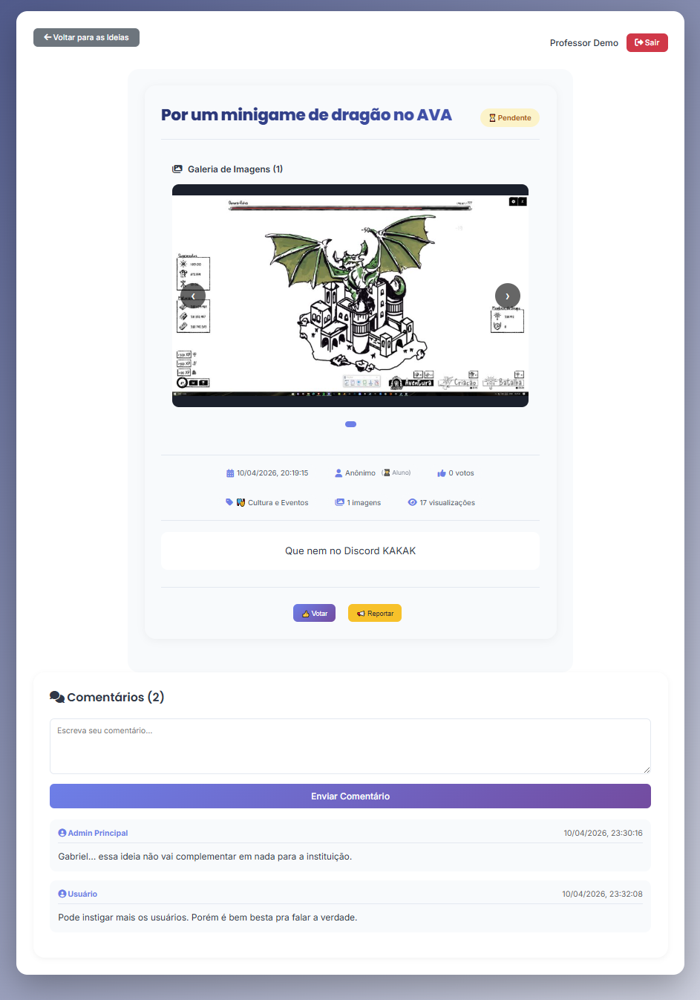 Voltar para as Ideias
Professor Demo
Sair
Por um minigame de dragão no AVA
Pendente
Galeria de Imagens (1)
-50
+100 XP
Aventura
Criação
Batalha
10/04/2026, 20:19:15
Anônimo
(Aluno)
0 votos
Cultura e Eventos
1 imagens
17 visualizações
Que nem no Discord KAKAK
Votar
Reportar
Comentários (2)
Escreva seu comentário...
Enviar Comentário
Admin Principal
10/04/2026, 23:30:16
Gabriel... essa ideia não vai complementar em nada para a instituição.
Usuário
10/04/2026, 23:32:08
Pode instigar mais os usuários. Porém é bem besta pra falar a verdade.